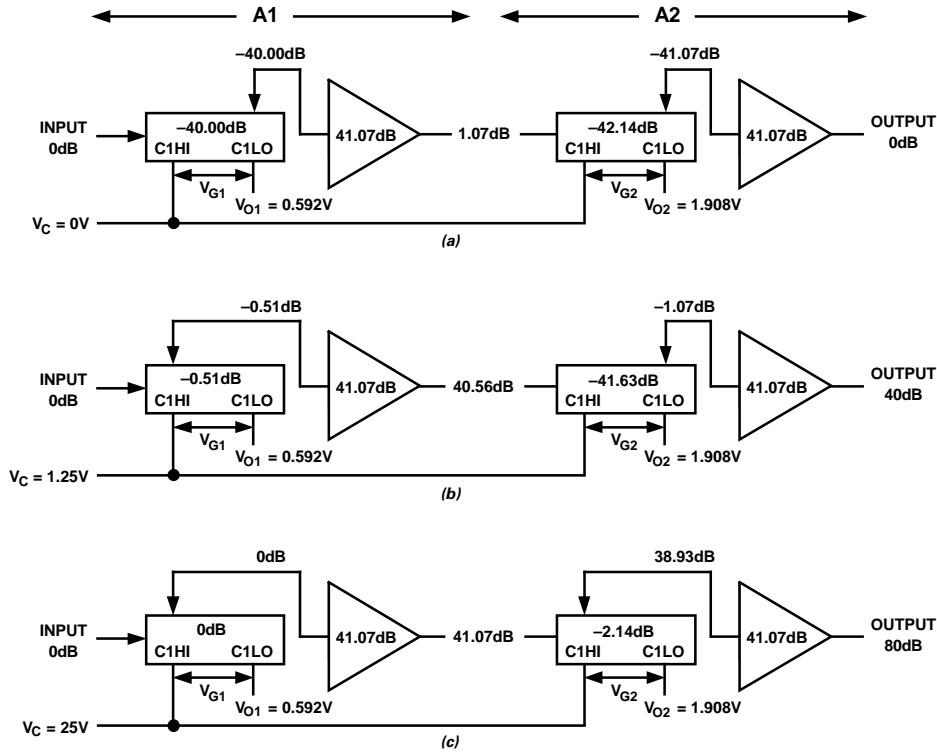 A1 A2
–40.00dB –41.07dB
INPUT 0dB
–40.00dB
C1HI C1LO
41.07dB
1.07dB
–42.14dB
C1HI C1LO
41.07dB
OUTPUT 0dB
VG1
VO1 = 0.592V
VG2
VO2 = 1.908V
VC = 0V
(a)
–0.51dB –1.07dB
INPUT 0dB
–0.51dB
C1HI C1LO
41.07dB
40.56dB
–41.63dB
C1HI C1LO
41.07dB
OUTPUT 40dB
VG1
VO1 = 0.592V
VG2
VO2 = 1.908V
VC = 1.25V
(b)
0dB 38.93dB
INPUT 0dB
0dB
C1HI C1LO
41.07dB
41.07dB
–2.14dB
C1HI C1LO
41.07dB
OUTPUT 80dB
VG1
VO1 = 0.592V
VG2
VO2 = 1.908V
VC = 25V
(c)